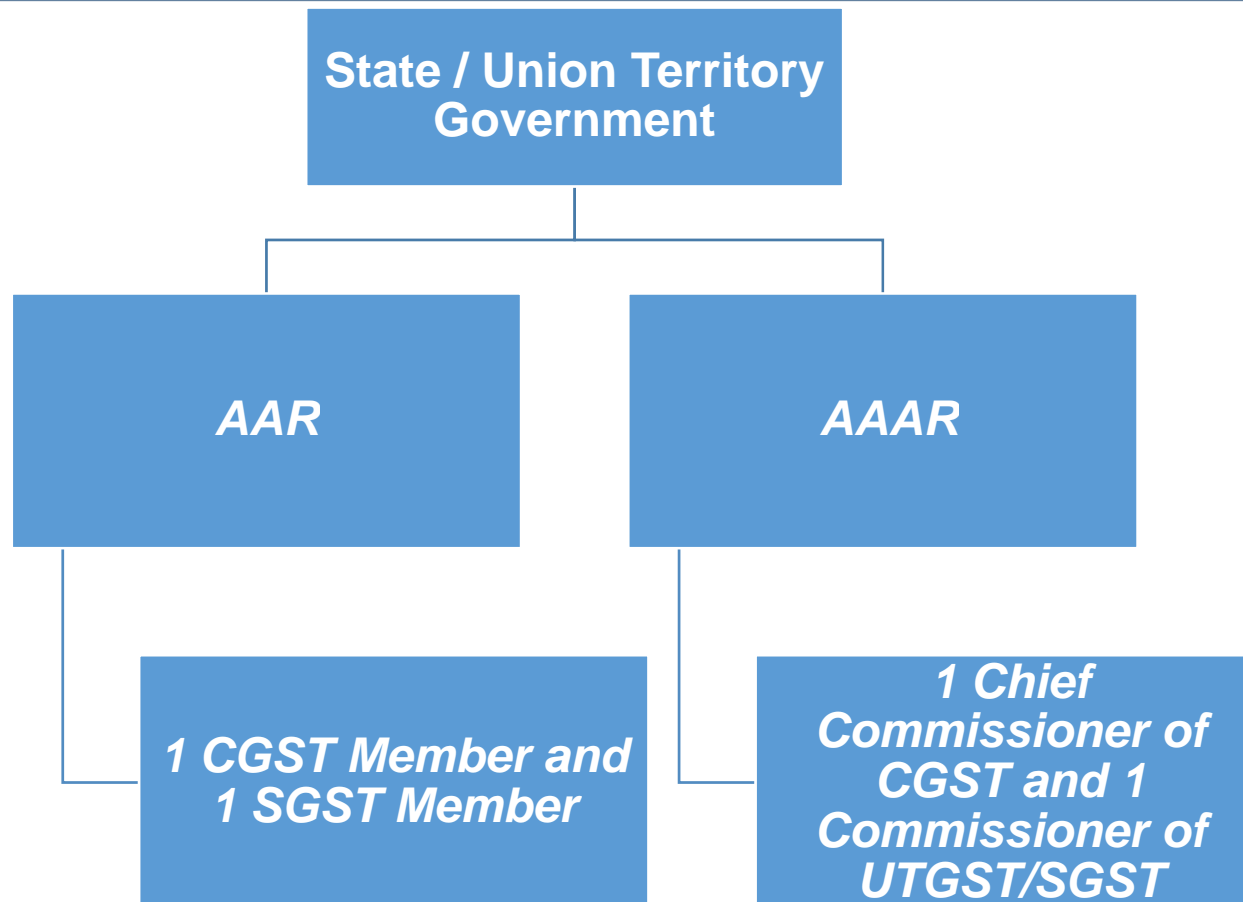 State / Union Territory
Government
AAR
AAAR
1 CGST Member and
1 SGST Member
1 Chief
Commissioner of
CGST and 1
Commissioner of
UTGST/SGST